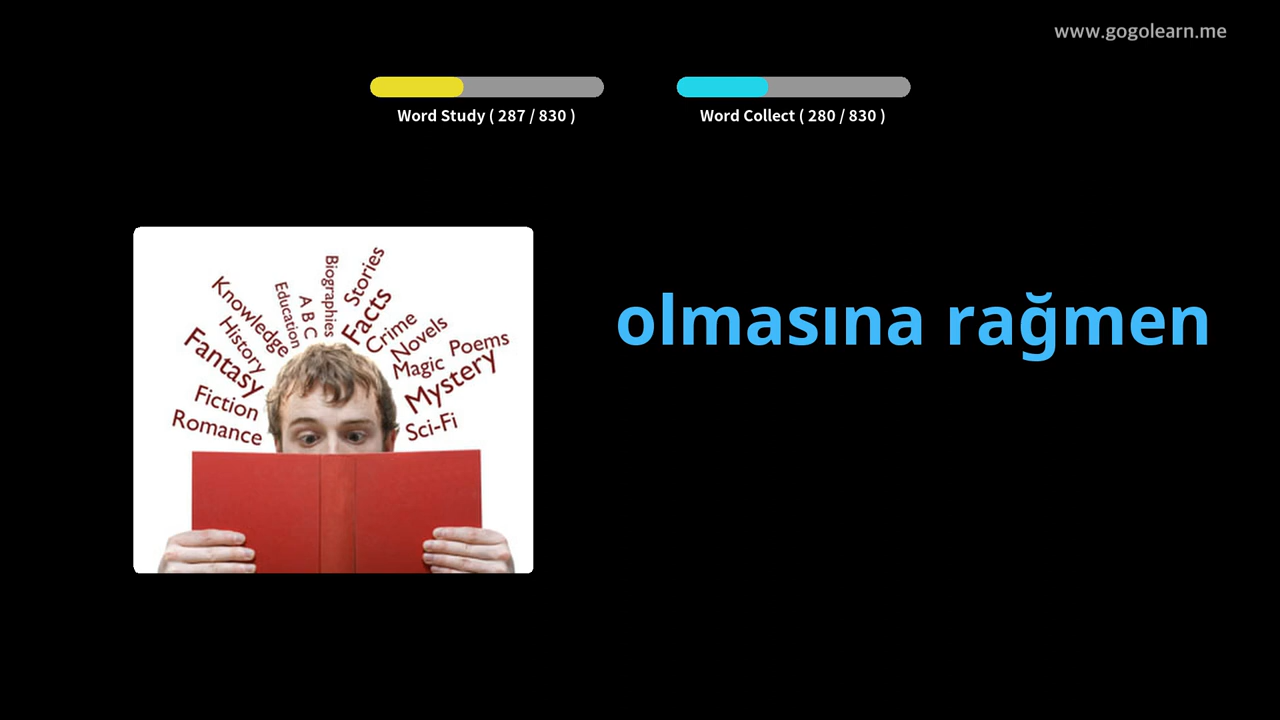 www.gogolearn.me
Word Study ( 287 / 830 )
Word Collect ( 280 / 830 )
olmasına rağmen
Knowledge
Education
A B C
Biographies
Stories
Facts
Crime
Novels
Poems
Magic
Mystery
Sci-Fi
History
Fantasy
Fiction
Romance